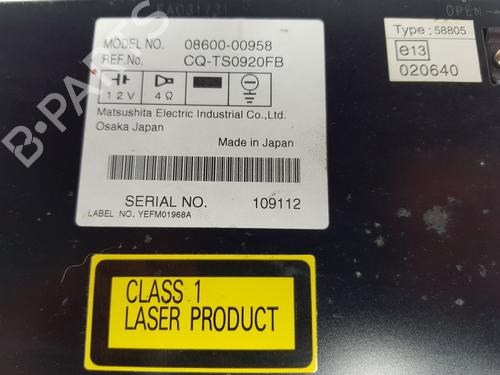 OPEN
MODEL NO. 08600-00958
REF.No. CQ-TS0920FB
12V 4Ω
Matsushita Electric Industrial Co.,Ltd.
Osaka Japan
Made in Japan
SERIAL NO. 109112
LABEL NO. YEFM01968A
Type: 58805
e13
020640
CLASS 1
LASER PRODUCT
B-PARTS